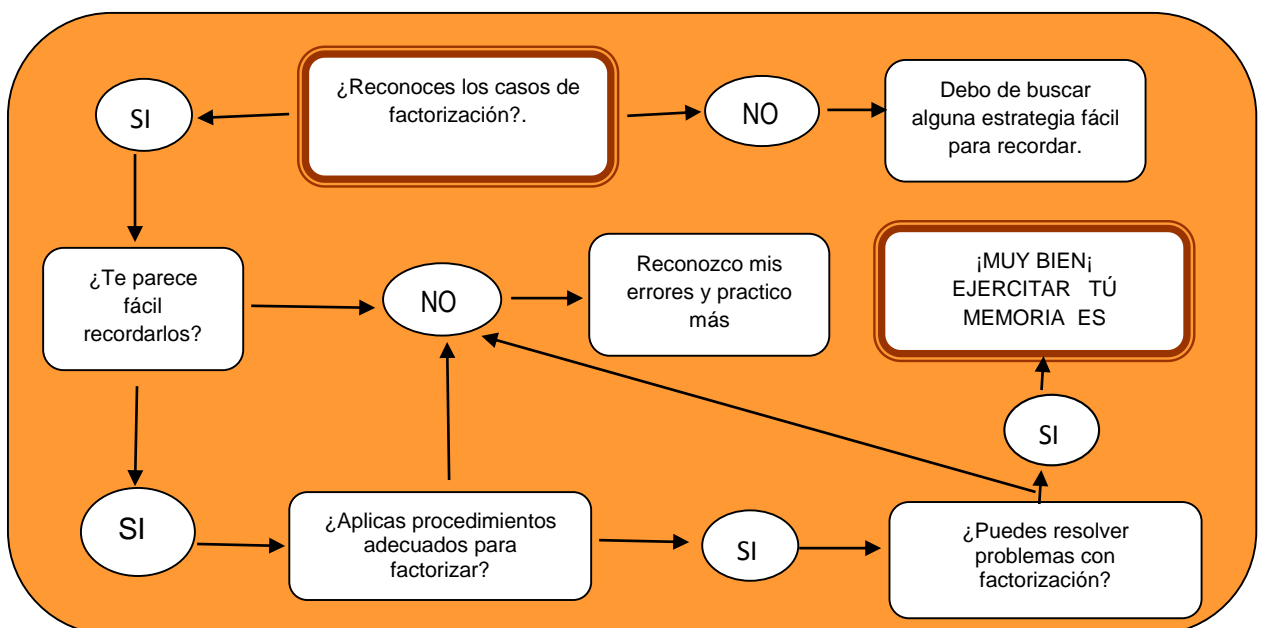 SI
¿Reconoces los casos de
factorización?.
NO
Debo de buscar
alguna estrategia fácil
para recordar.
¿Te parece
fácil
recordarlos?
NO
Reconozco mis
errores y practico
más
¡MUY BIEN¡
EJERCITAR TÚ
MEMORIA ES
SI
SI
¿Aplicas procedimientos
adecuados para
factorizar?
SI
¿Puedes resolver
problemas con
factorización?